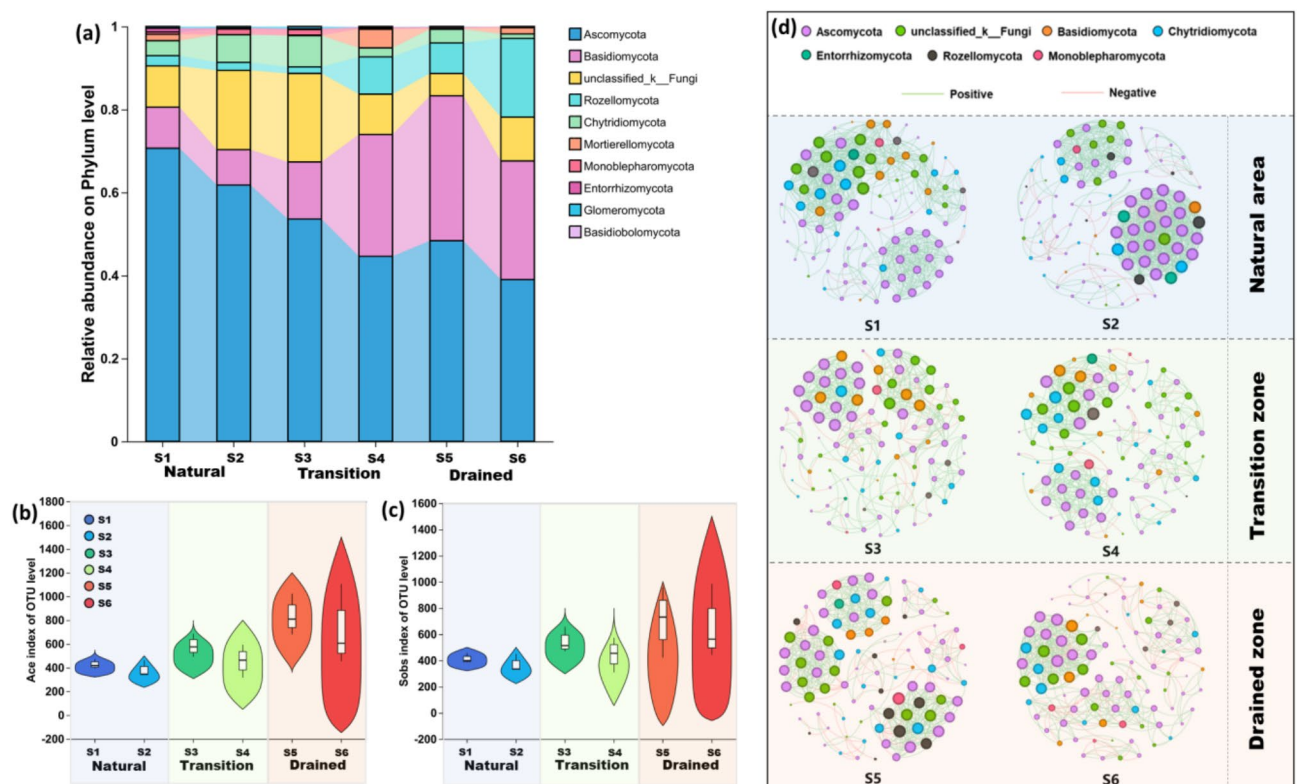 (a)
Relative abundance on Phylum level
1
0.8
0.6
0.4
0.2
0
S1 S2 S3 S4 S5 S6
Natural Transition Drained
Ascomycota
Basidiomycota
unclassified_k__Fungi
Rozellomycota
Chytridiomycota
Mortierellomycota
Monoblepharomycota
Entorrhizomycota
Glomeromycota
Basidiobolomycota
(b)
Ace index of OTU level
1800
1600
1400
1200
1000
800
600
400
200
0
-200
S1
S2
S3
S4
S5
S6
S1 S2 S3 S4 S5 S6
Natural Transition Drained
(c)
Sobs index of OTU level
1600
1400
1200
1000
800
600
400
200
0
-200
S1 S2 S3 S4 S5 S6
Natural Transition Drained
(d)
Ascomycota unclassified_k__Fungi Basidiomycota Chytridiomycota
Entorrhizomycota Rozellomycota Monoblepharomycota
Positive Negative
S1 S2
Natural area
S3 S4
Transition zone
S5 S6
Drained zone